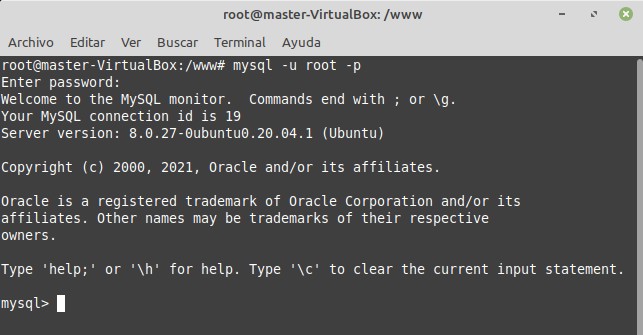 root@master-VirtualBox: /www
Archivo Editar Ver Buscar Terminal Ayuda
root@master-VirtualBox:/www# mysql -u root -p
Enter password:
Welcome to the MySQL monitor.  Commands end with ; or \g.
Your MySQL connection id is 19
Server version: 8.0.27-0ubuntu0.20.04.1 (Ubuntu)
Copyright (c) 2000, 2021, Oracle and/or its affiliates.
Oracle is a registered trademark of Oracle Corporation and/or its
affiliates. Other names may be trademarks of their respective
owners.
Type 'help;' or '\h' for help. Type '\c' to clear the current input statement.
mysql>